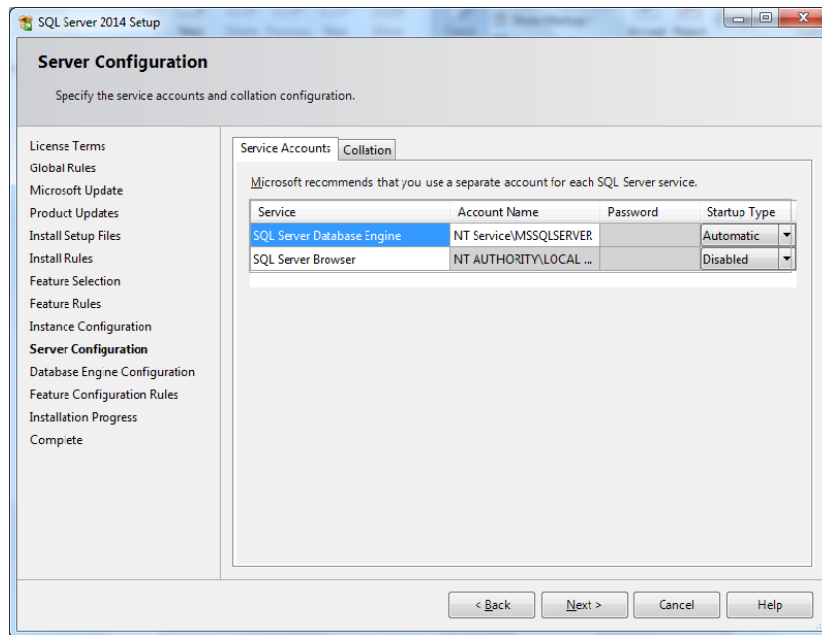 SQL Server 2014 Setup
Server Configuration
Specify the service accounts and collation configuration.
License Terms
Global Rules
Microsoft Update
Product Updates
Install Setup Files
Install Rules
Feature Selection
Feature Rules
Instance Configuration
Server Configuration
Database Engine Configuration
Feature Configuration Rules
Installation Progress
Complete
Service Accounts Collation
Microsoft recommends that you use a separate account for each SQL Server service.
Service Account Name Password Startup Type
SQL Server Database Engine NT Service\MSSQLSERVER Automatic
SQL Server Browser NT AUTHORITY\LOCAL ... Disabled
< Back Next > Cancel Help